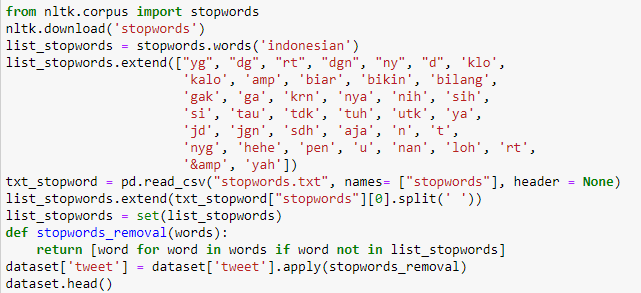 from nltk.corpus import stopwords
nltk.download('stopwords')
list_stopwords = stopwords.words('indonesian')
list_stopwords.extend(["yg", "dg", "rt", "dgn", "ny", "d", 'klo',
                       'kalo', 'amp', 'biar', 'bikin', 'bilang',
                       'gak', 'ga', 'krn', 'nya', 'nih', 'sih',
                       'si', 'tau', 'tdk', 'tuh', 'utk', 'ya',
                       'jd', 'jgn', 'sdh', 'aja', 'n', 't',
                       'nyg', 'hehe', 'pen', 'u', 'nan', 'loh', 'rt',
                       '&amp', 'yah'])
txt_stopword = pd.read_csv("stopwords.txt", names= ["stopwords"], header = None)
list_stopwords.extend(txt_stopword["stopwords"][0].split(' '))
list_stopwords = set(list_stopwords)
def stopwords_removal(words):
    return [word for word in words if word not in list_stopwords]
dataset['tweet'] = dataset['tweet'].apply(stopwords_removal)
dataset.head()